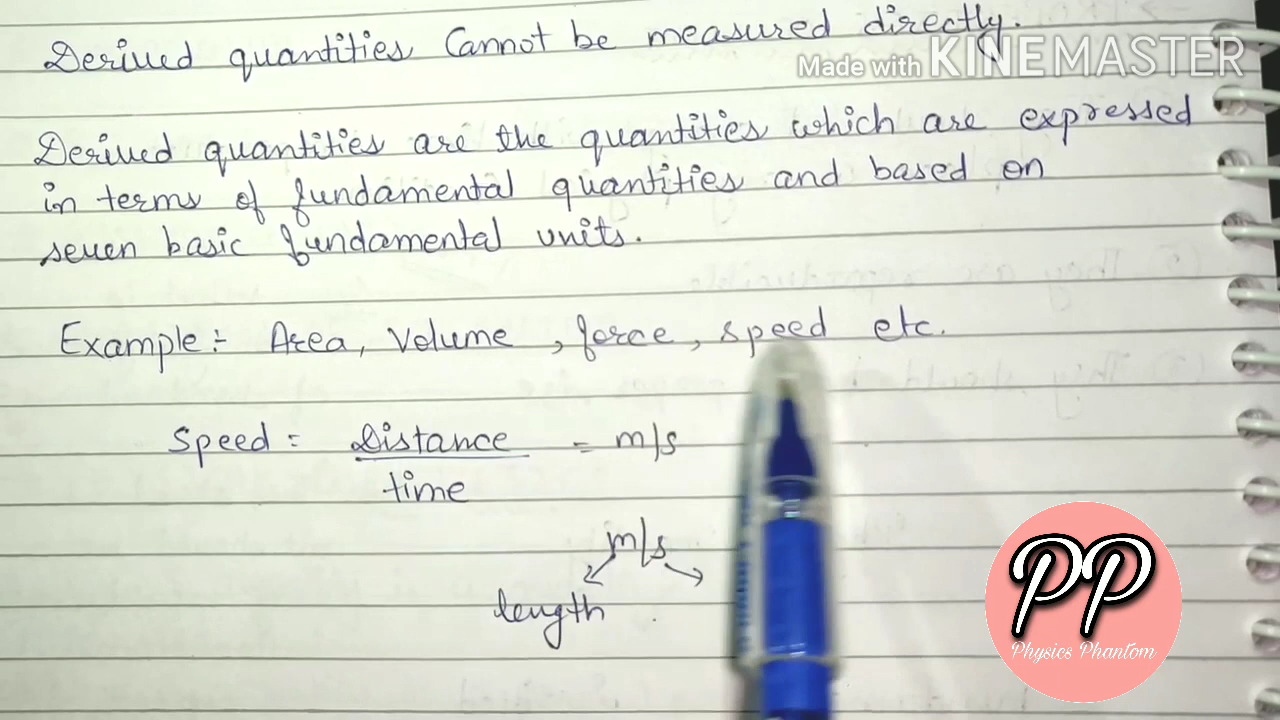 Derived quantities Cannot be measured directly.
Made with KINEMASTER
Derived quantities are the quantities which are expressed
in terms of fundamental quantities and based on
seven basic fundamental units.
Example:- Area, Volume, force, speed etc.
Speed = Distance = m/s
time
m/s
length
PP
Physics Phantom